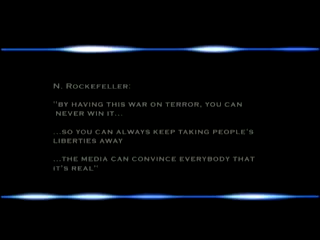 N. ROCKEFELLER:
"BY HAVING THIS WAR ON TERROR, YOU CAN
NEVER WIN IT...
...SO YOU CAN ALWAYS KEEP TAKING PEOPLE'S
LIBERTIES AWAY
...THE MEDIA CAN CONVINCE EVERYBODY THAT
IT'S REAL"